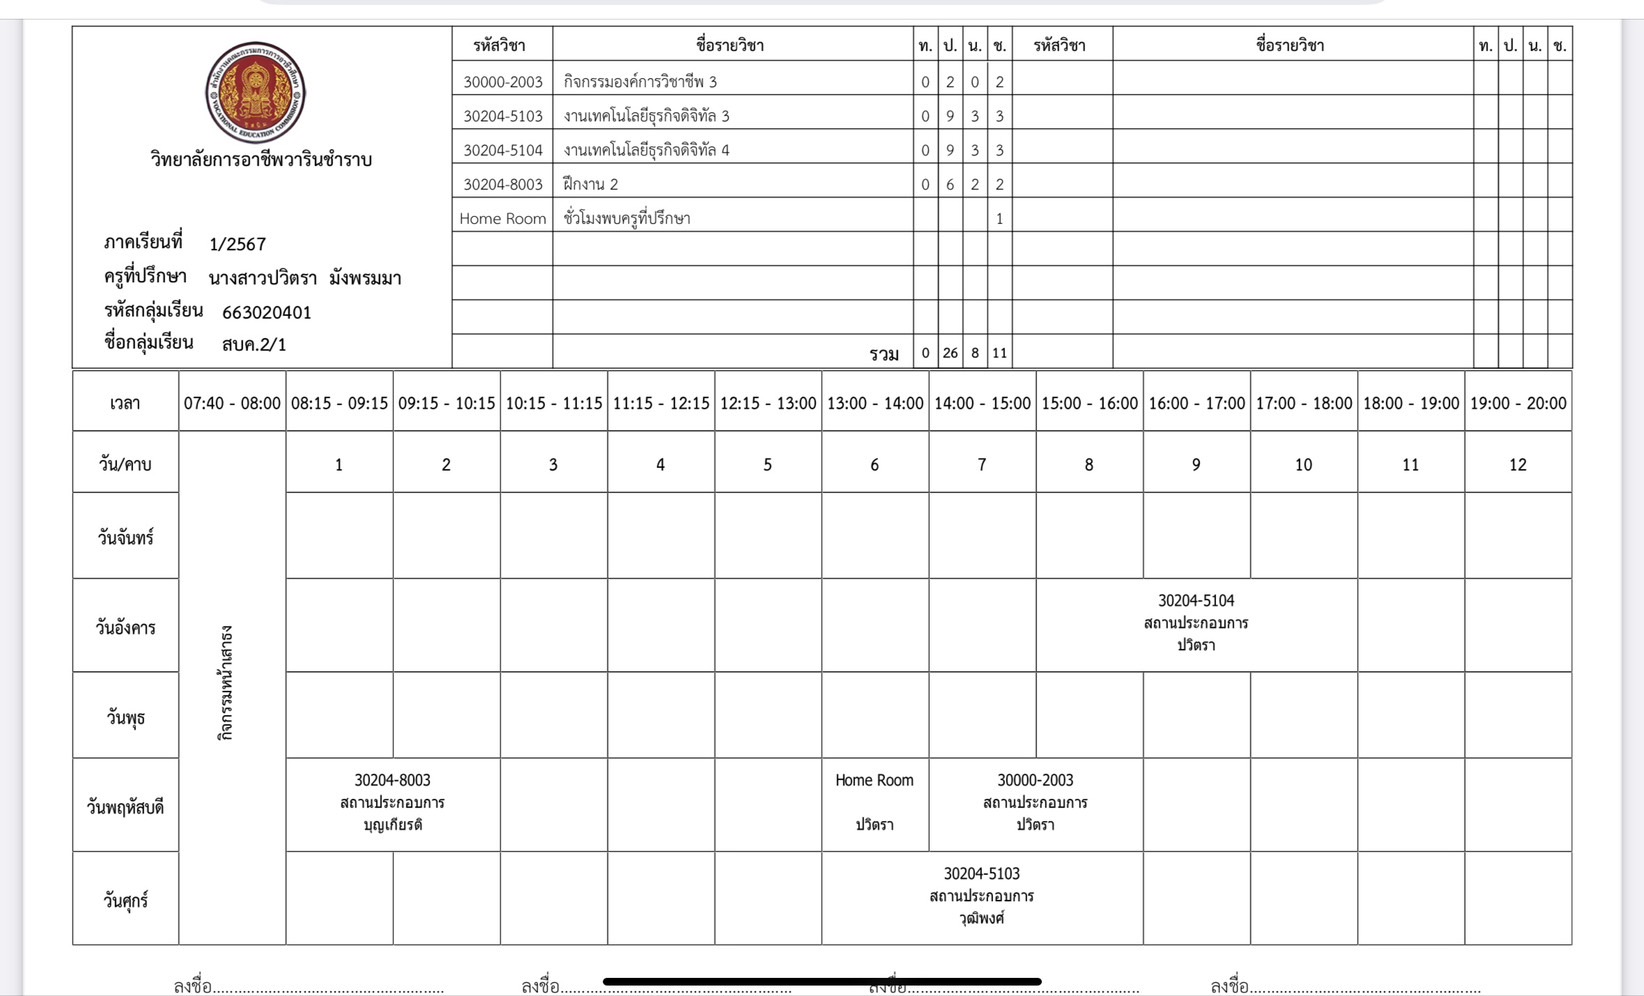 รหัสวิชา ชื่อรายวิชา ท. ป. น. ช. รหัสวิชา ชื่อรายวิชา ท. ป. น. ช.
30000-2003 กิจกรรมองค์การวิชาชีพ 3 0 2 0 2
30204-5103 งานเทคโนโลยีธุรกิจดิจิทัล 3 0 9 3 3
30204-5104 งานเทคโนโลยีธุรกิจดิจิทัล 4 0 9 3 3
30204-8003 ฝึกงาน 2 0 6 2 2
Home Room ชั่วโมงพบครูที่ปรึกษา 1
รวม 0 26 8 11
สำนักงานคณะกรรมการการอาชีวศึกษา
VOCATIONAL EDUCATION COMMISSION
วิทยาลัยการอาชีพวารินชำราบ
ภาคเรียนที่ 1/2567
ครูที่ปรึกษา นางสาวปวิตรา มังพรมมา
รหัสกลุ่มเรียน 663020401
ชื่อกลุ่มเรียน สบค.2/1
เวลา 07:40 - 08:00 08:15 - 09:15 09:15 - 10:15 10:15 - 11:15 11:15 - 12:15 12:15 - 13:00 13:00 - 14:00 14:00 - 15:00 15:00 - 16:00 16:00 - 17:00 17:00 - 18:00 18:00 - 19:00 19:00 - 20:00
วัน/คาบ 1 2 3 4 5 6 7 8 9 10 11 12
กิจกรรมหน้าเสาธง
วันจันทร์
วันอังคาร
30204-5104
สถานประกอบการ
ปวิตรา
วันพุธ
วันพฤหัสบดี
30204-8003
สถานประกอบการ
บุญเกียรติ
Home Room
ปวิตรา
30000-2003
สถานประกอบการ
ปวิตรา
วันศุกร์
30204-5103
สถานประกอบการ
วุฒิพงศ์
ลงชื่อ.................................................. ลงชื่อ.................................................. ลงชื่อ.................................................. ลงชื่อ..................................................